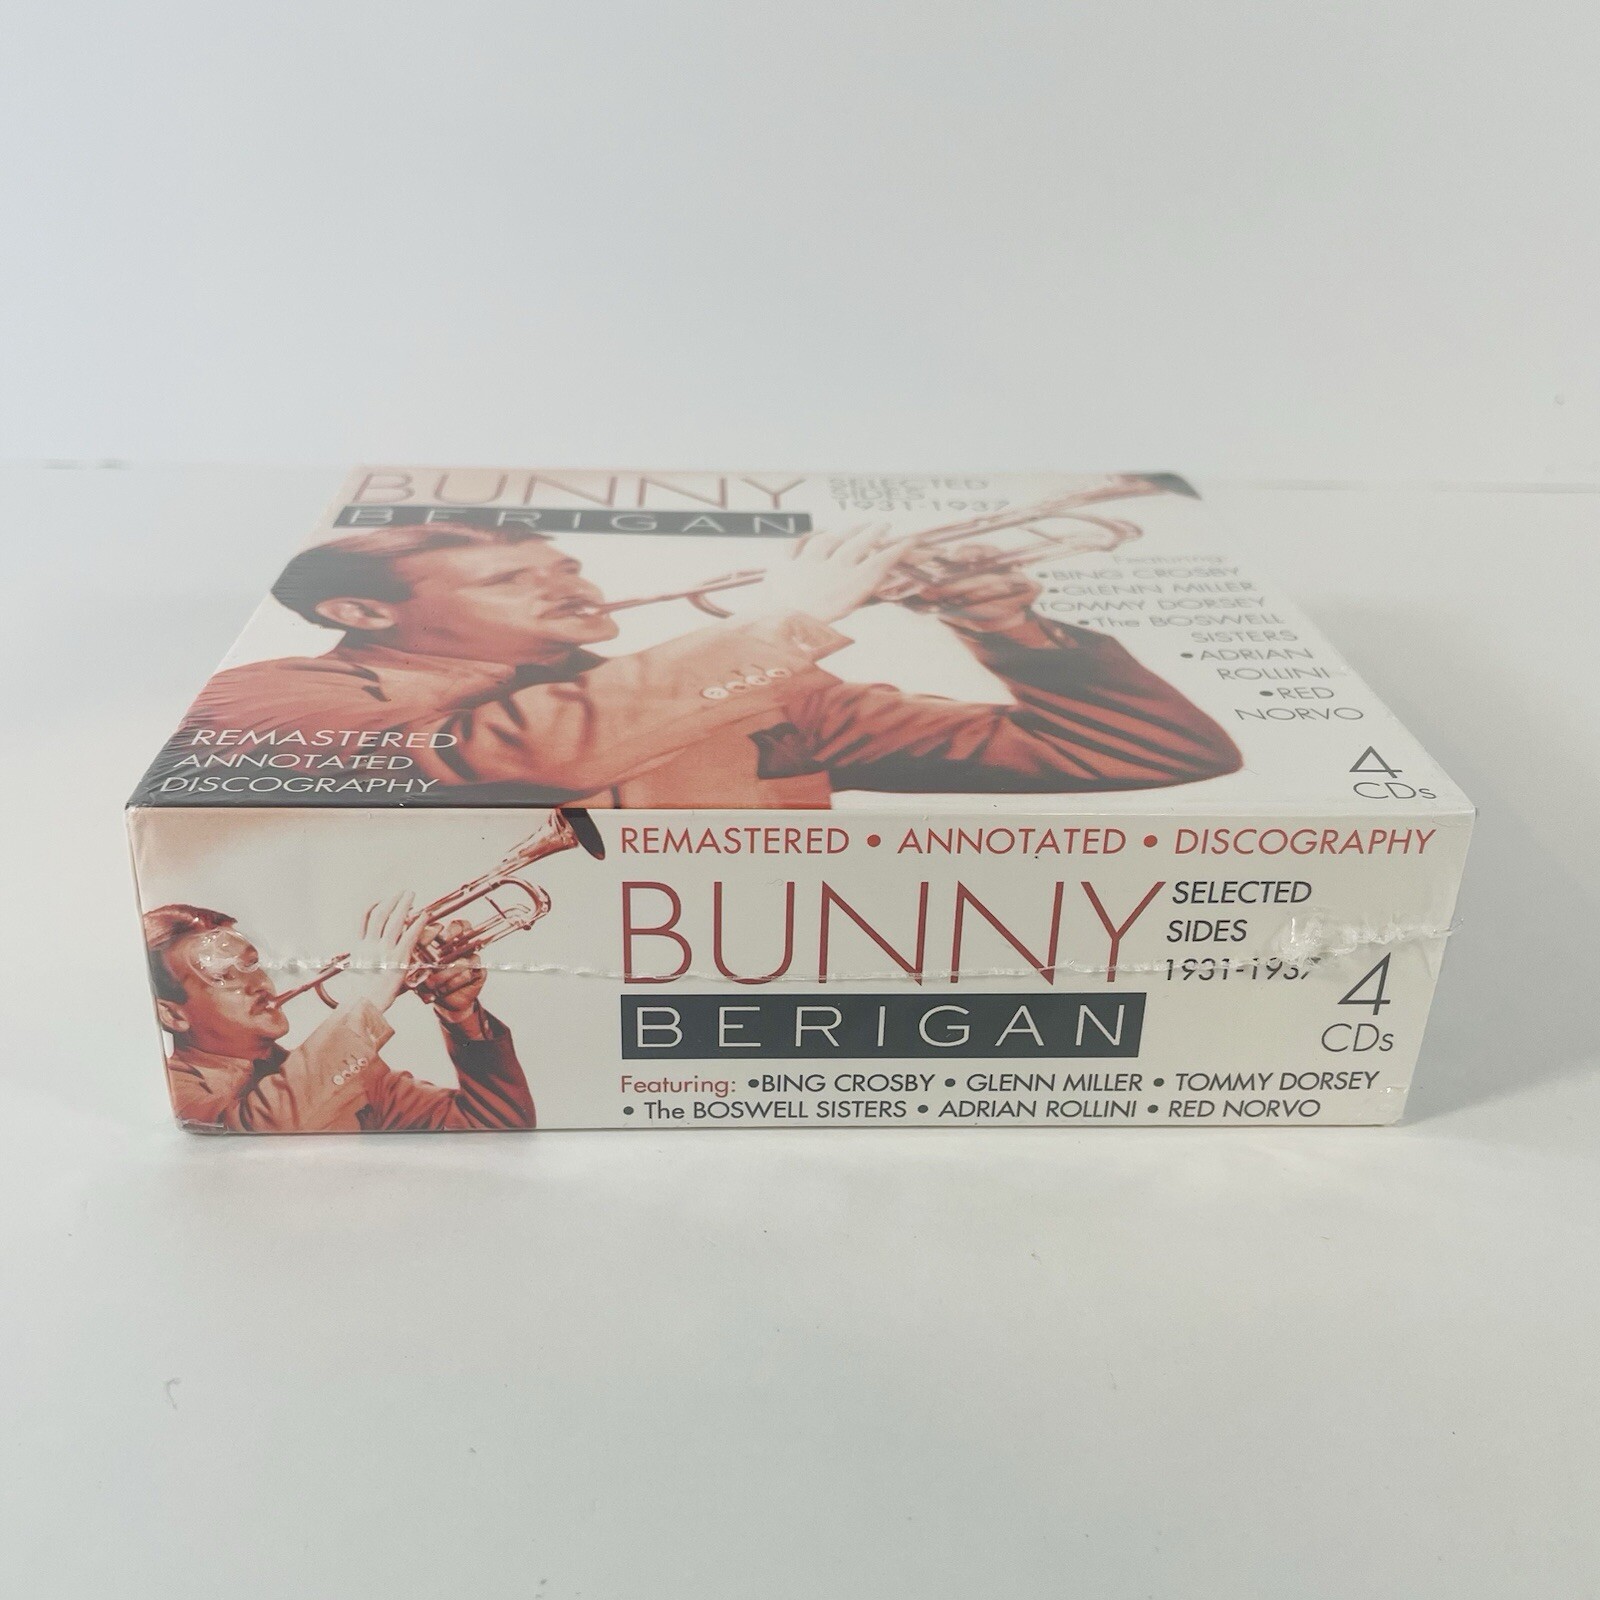 BUNNY
BERIGAN
SELECTED
SIDES
1931-1937
Featuring:
•BING CROSBY
•GLENN MILLER
TOMMY DORSEY
•The BOSWELL
SISTERS
•ADRIAN
ROLLINI
•RED
NORVO
REMASTERED
ANNOTATED
DISCOGRAPHY
4
CDs
REMASTERED • ANNOTATED • DISCOGRAPHY
BUNNY
BERIGAN
SELECTED
SIDES
1931-1937
4
CDs
Featuring: •BING CROSBY • GLENN MILLER • TOMMY DORSEY
• The BOSWELL SISTERS • ADRIAN ROLLINI • RED NORVO